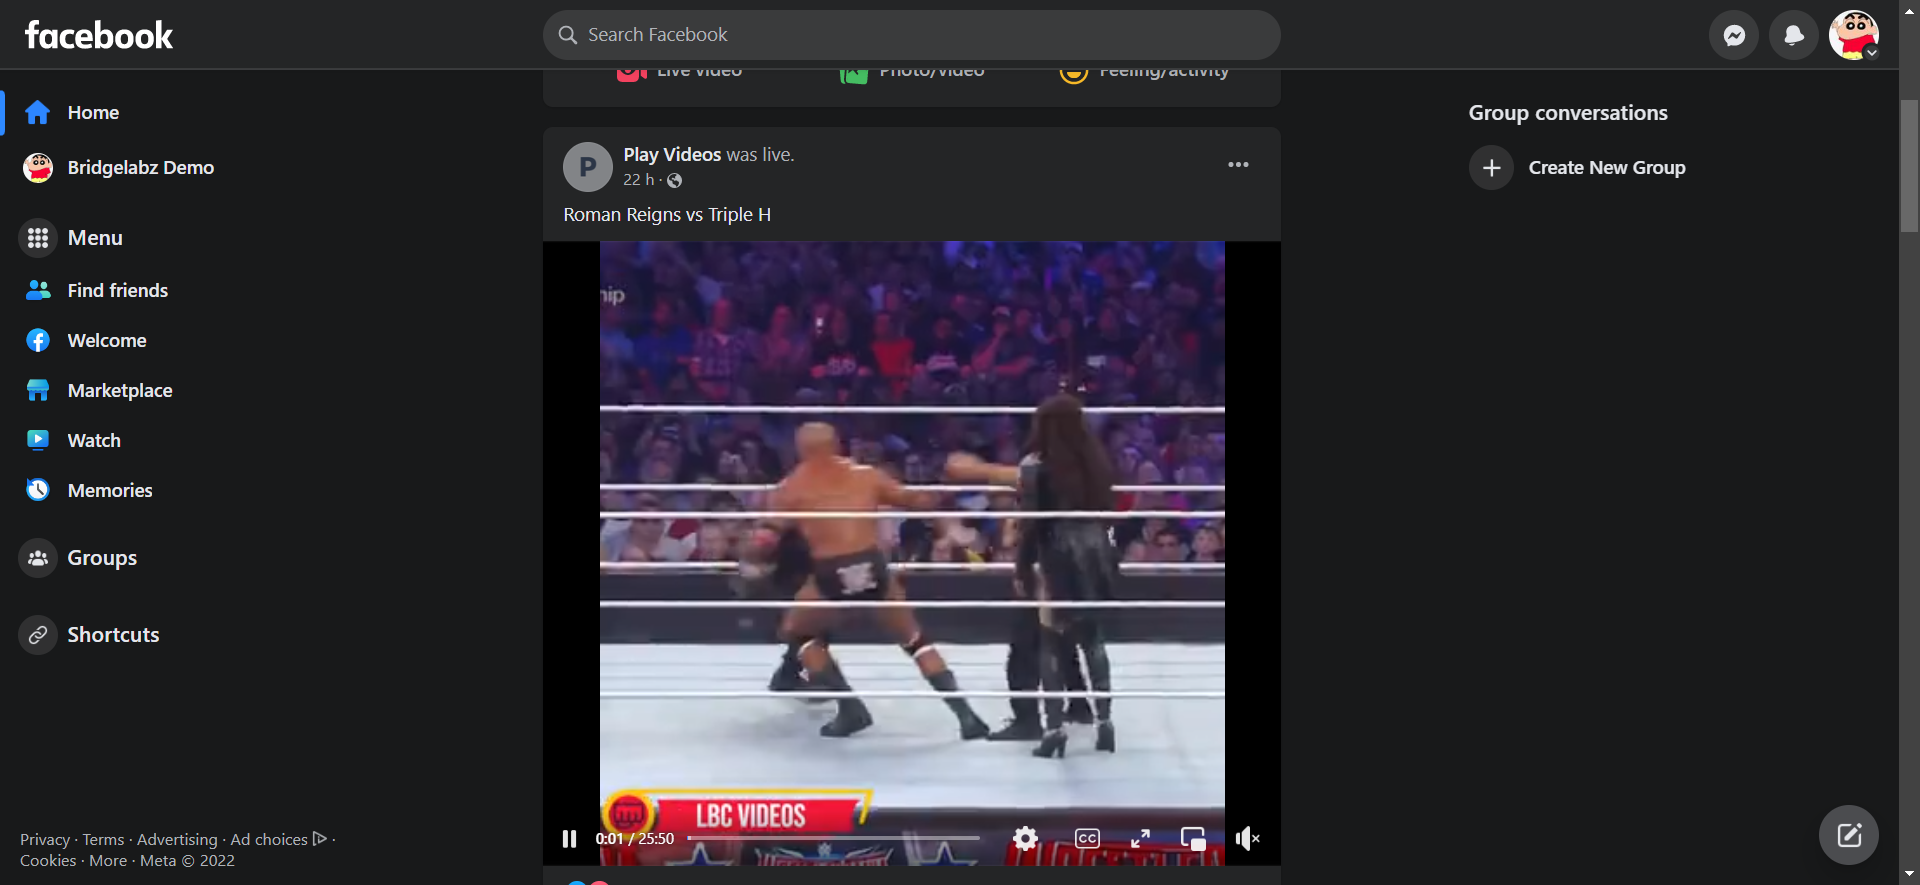 facebook
Search Facebook
Live video
Photo/video
Feeling/activity
Home
Bridgelabz Demo
Menu
Find friends
Welcome
Marketplace
Watch
Memories
Groups
Shortcuts
Privacy · Terms · Advertising · Ad choices ·
Cookies · More · Meta © 2022
P
Play Videos was live.
22 h ·
Roman Reigns vs Triple H
hip
LBC VIDEOS
0:01 / 25:50
CC
Group conversations
Create New Group